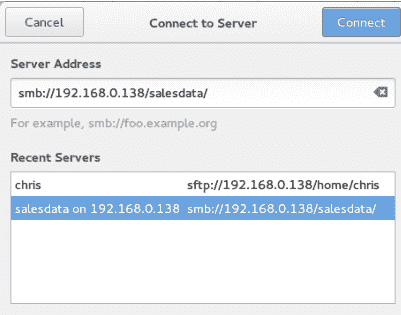 Cancel Connect to Server Connect
Server Address
smb://192.168.0.138/salesdata/
For example, smb://foo.example.org
Recent Servers
chris sftp://192.168.0.138/home/chris
salesdata on 192.168.0.138 smb://192.168.0.138/salesdata/